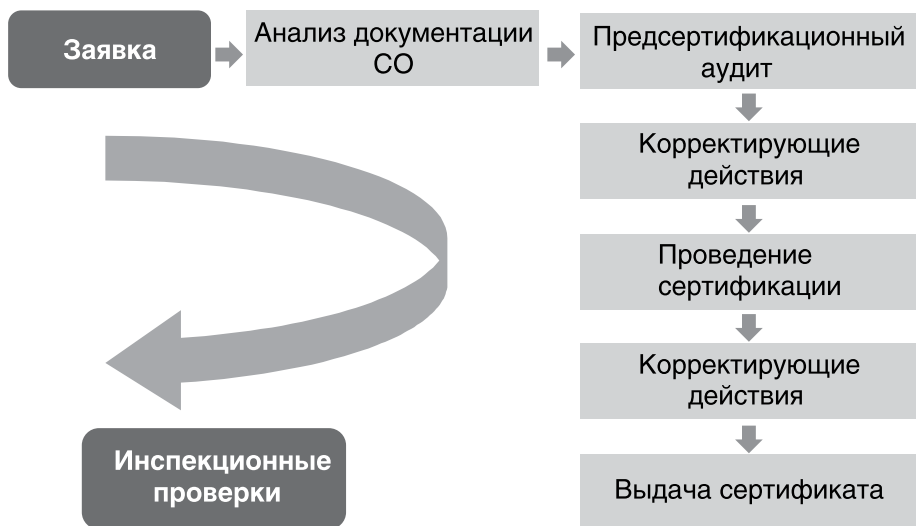 Заявка
Анализ документации
СО
Предсертификационный
аудит
Корректирующие
действия
Проведение
сертификации
Корректирующие
действия
Выдача сертификата
Инспекционные
проверки